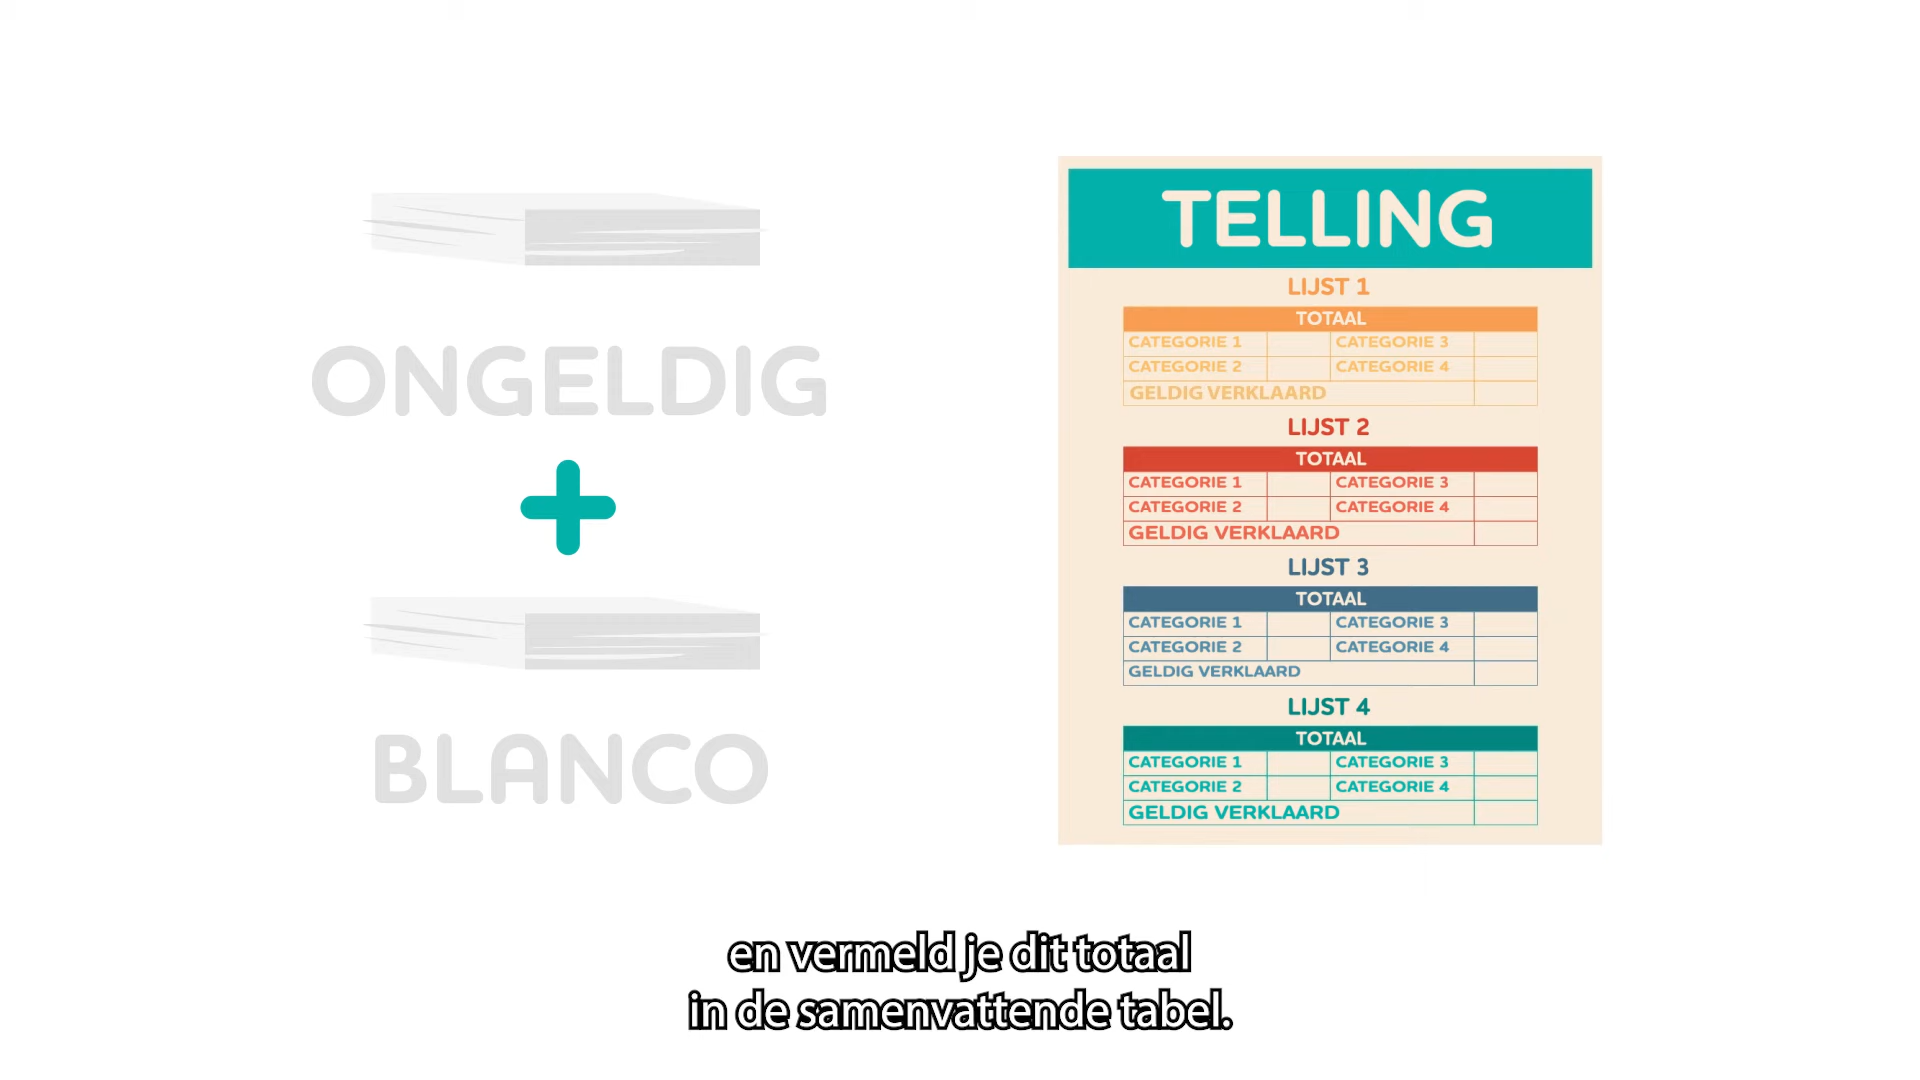 ONGELDIG
BLANCO
TELLING
LIJST 1
TOTAAL
CATEGORIE 1 CATEGORIE 3
CATEGORIE 2 CATEGORIE 4
GELDIG VERKLAARD
LIJST 2
TOTAAL
CATEGORIE 1 CATEGORIE 3
CATEGORIE 2 CATEGORIE 4
GELDIG VERKLAARD
LIJST 3
TOTAAL
CATEGORIE 1 CATEGORIE 3
CATEGORIE 2 CATEGORIE 4
GELDIG VERKLAARD
LIJST 4
TOTAAL
CATEGORIE 1 CATEGORIE 3
CATEGORIE 2 CATEGORIE 4
GELDIG VERKLAARD
en vermeld je dit totaal
in de samenvattende tabel.